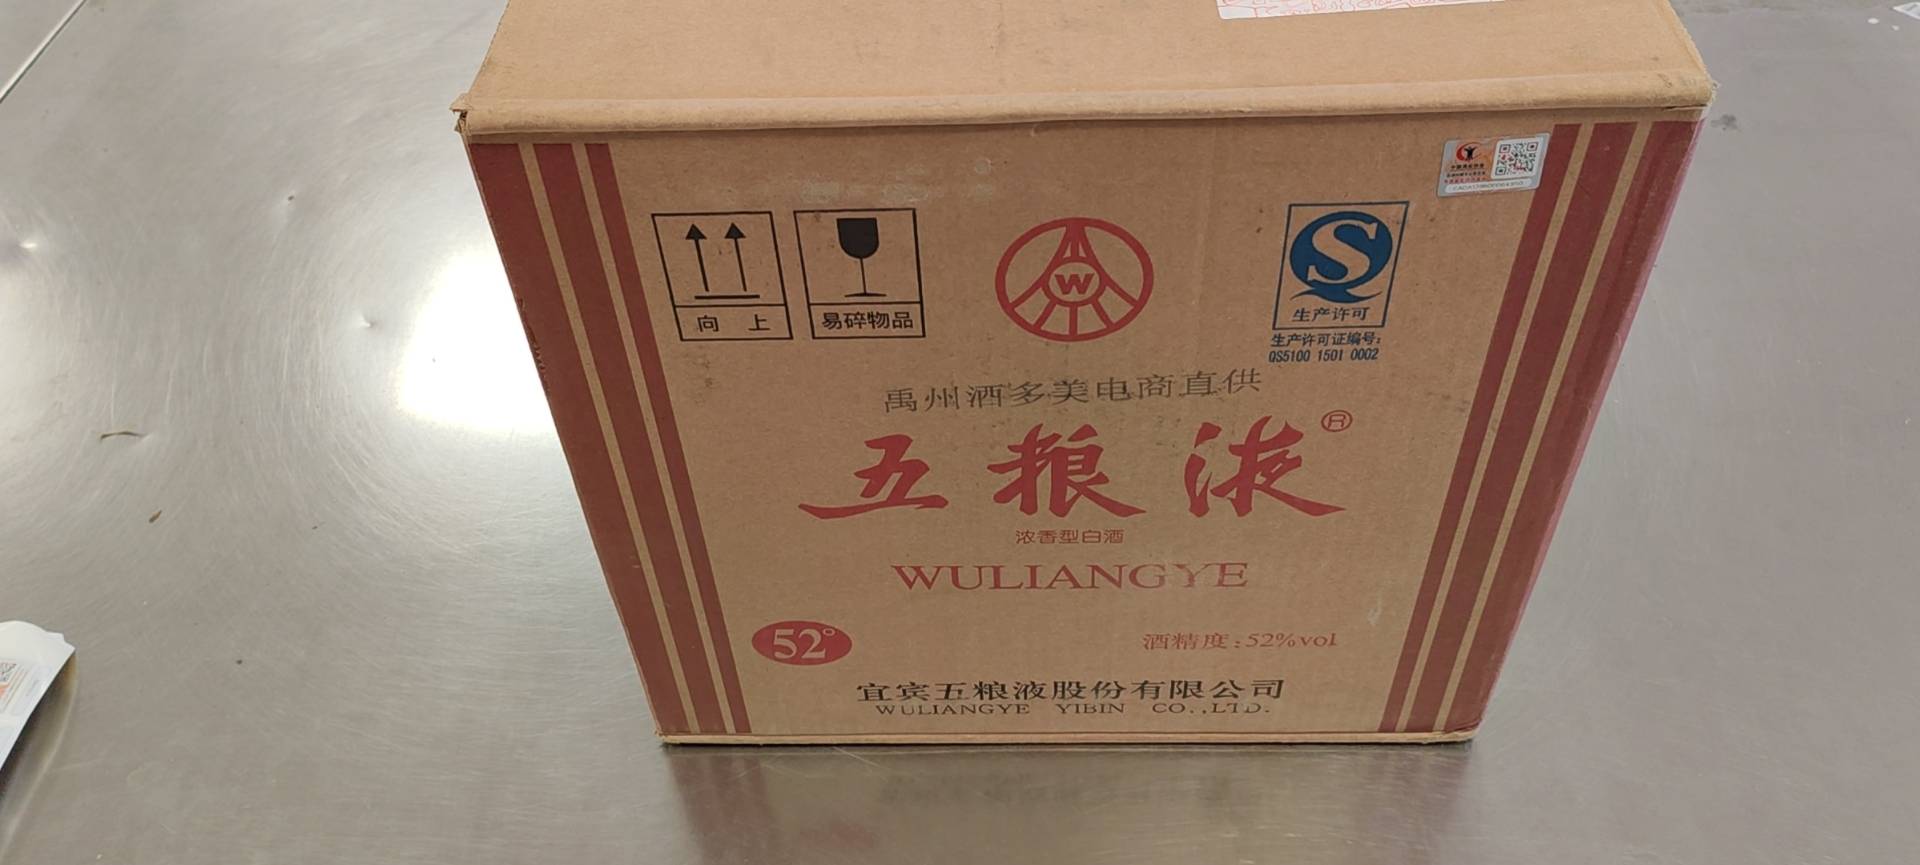 向 上
易碎物品
W
S
生产许可
生产许可证编号:
QS5100 1501 0002
禹州酒多美电商直供
五粮液®
浓香型白酒
WULIANGYE
52°
酒精度:52%vol
宜宾五粮液股份有限公司
WULIANGYE YIBIN CO.,LTD.